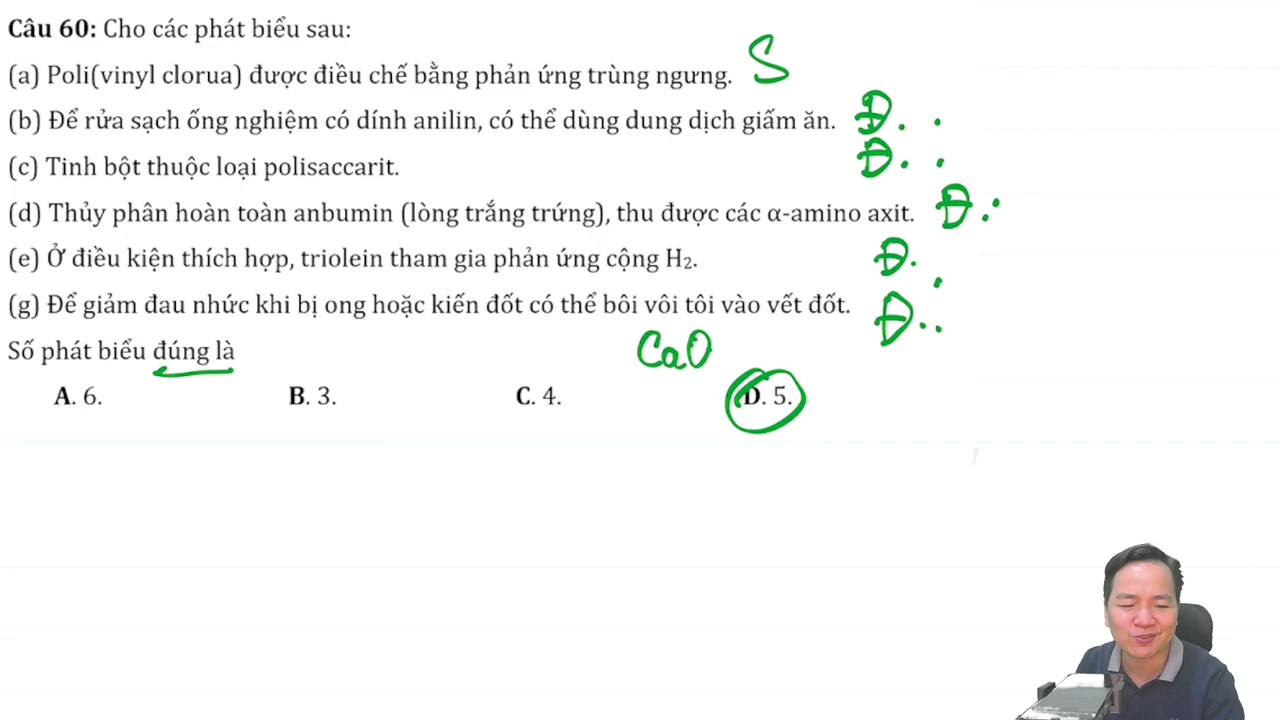 Câu 60: Cho các phát biểu sau:
(a) Poli(vinyl clorua) được điều chế bằng phản ứng trùng ngưng. S
(b) Để rửa sạch ống nghiệm có dính anilin, có thể dùng dung dịch giấm ăn. Đ.
(c) Tinh bột thuộc loại polisaccarit. Đ.
(d) Thủy phân hoàn toàn anbumin (lòng trắng trứng), thu được các α-amino axit. Đ.
(e) Ở điều kiện thích hợp, triolein tham gia phản ứng cộng H₂. Đ.
(g) Để giảm đau nhức khi bị ong hoặc kiến đốt có thể bôi vôi tôi vào vết đốt. Đ.
Số phát biểu đúng là CaO
A. 6. B. 3. C. 4. D. 5.